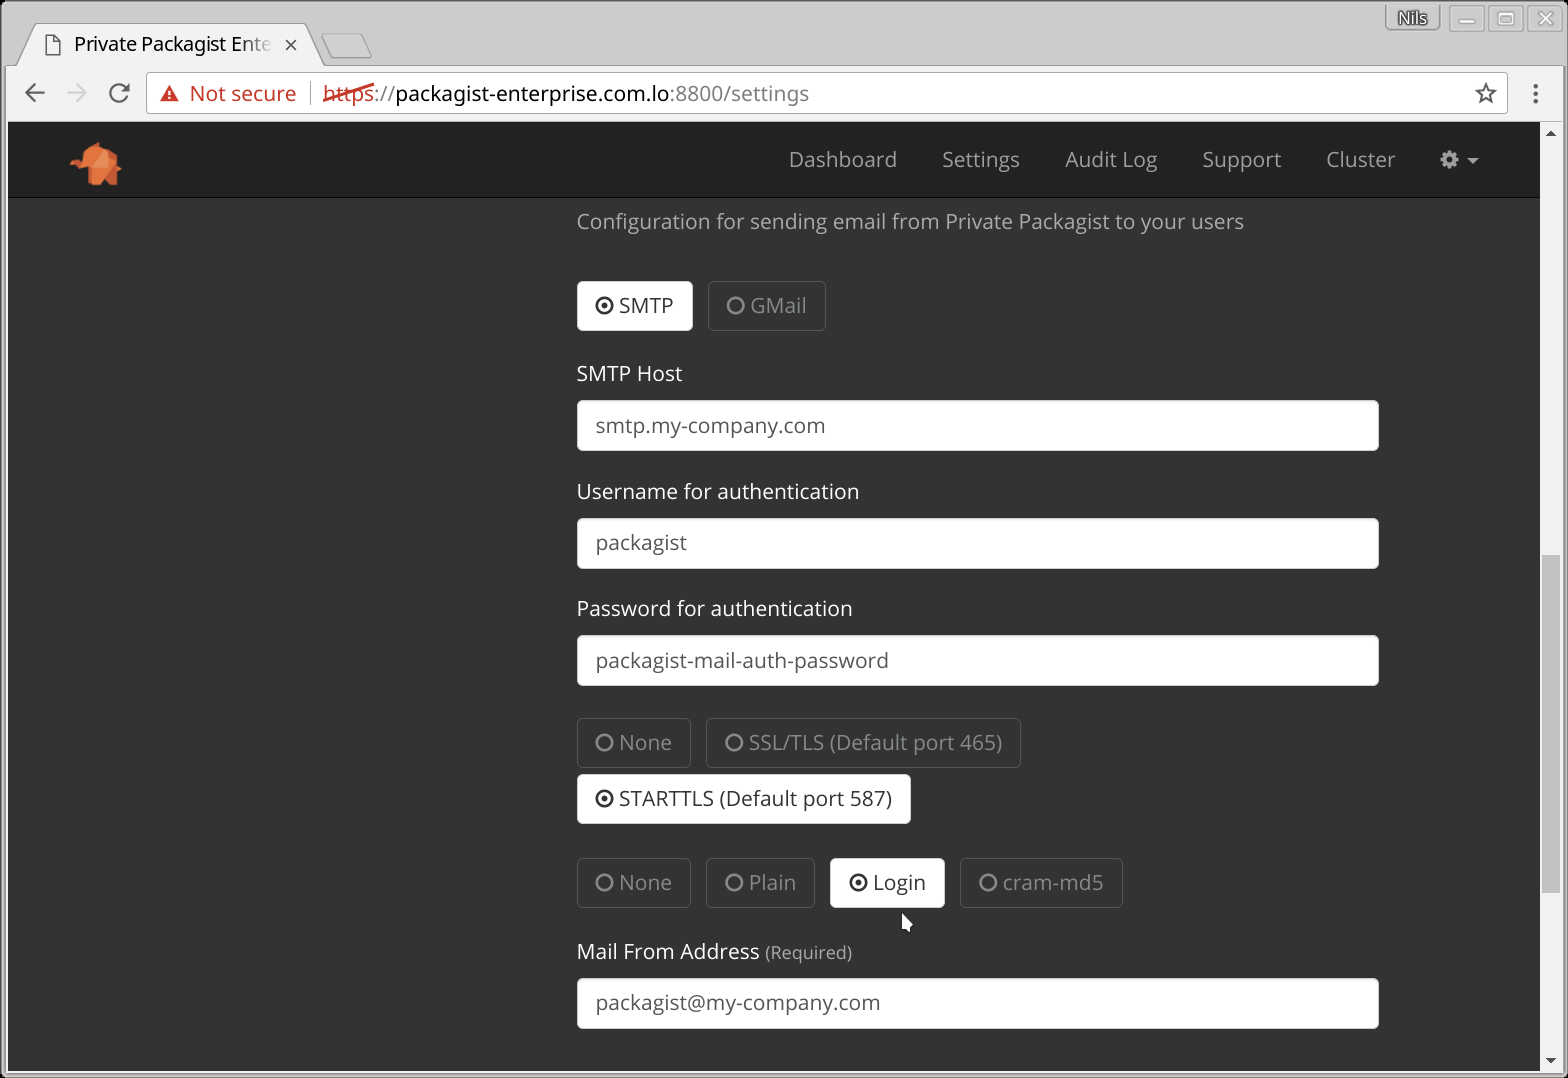 Nils
Private Packagist Ente
Not secure https://packagist-enterprise.com.lo:8800/settings
Dashboard Settings Audit Log Support Cluster
Configuration for sending email from Private Packagist to your users
SMTP GMail
SMTP Host
smtp.my-company.com
Username for authentication
packagist
Password for authentication
packagist-mail-auth-password
None SSL/TLS (Default port 465)
STARTTLS (Default port 587)
None Plain Login cram-md5
Mail From Address (Required)
packagist@my-company.com